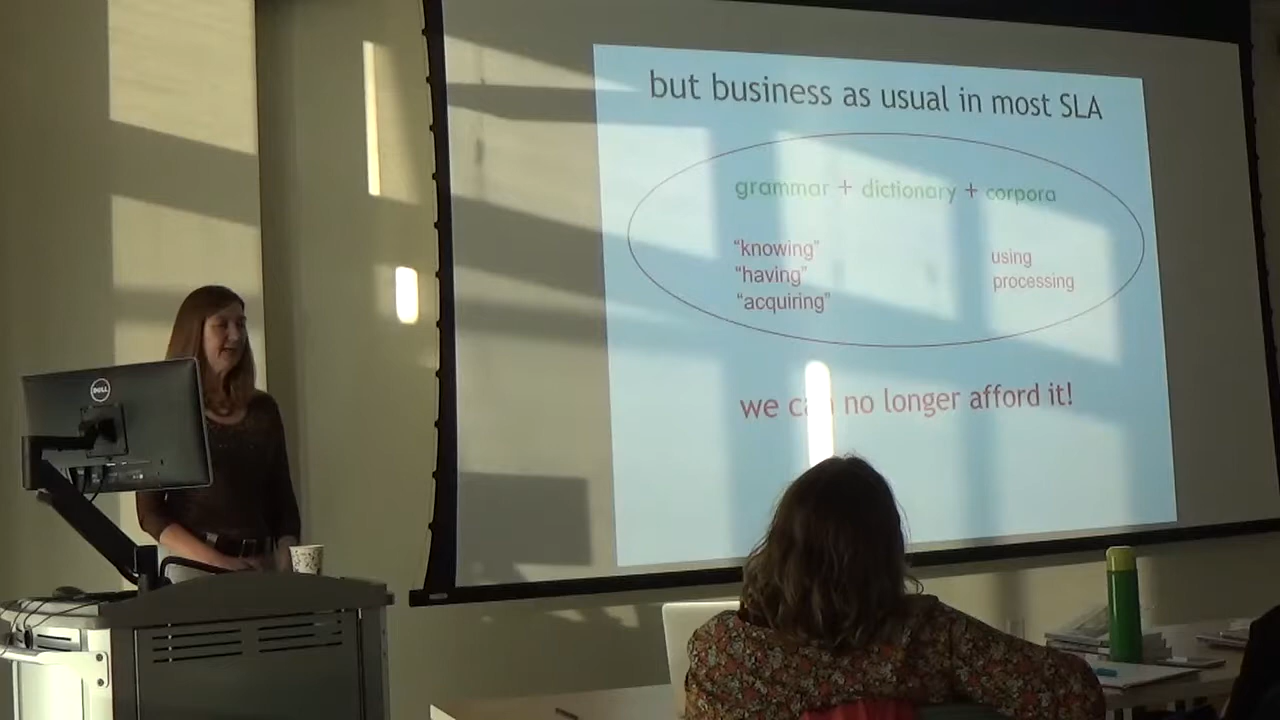 but business as usual in most SLA
grammar + dictionary + corpora
“knowing”
“having”
“acquiring”
using
processing
we can no longer afford it!
DELL